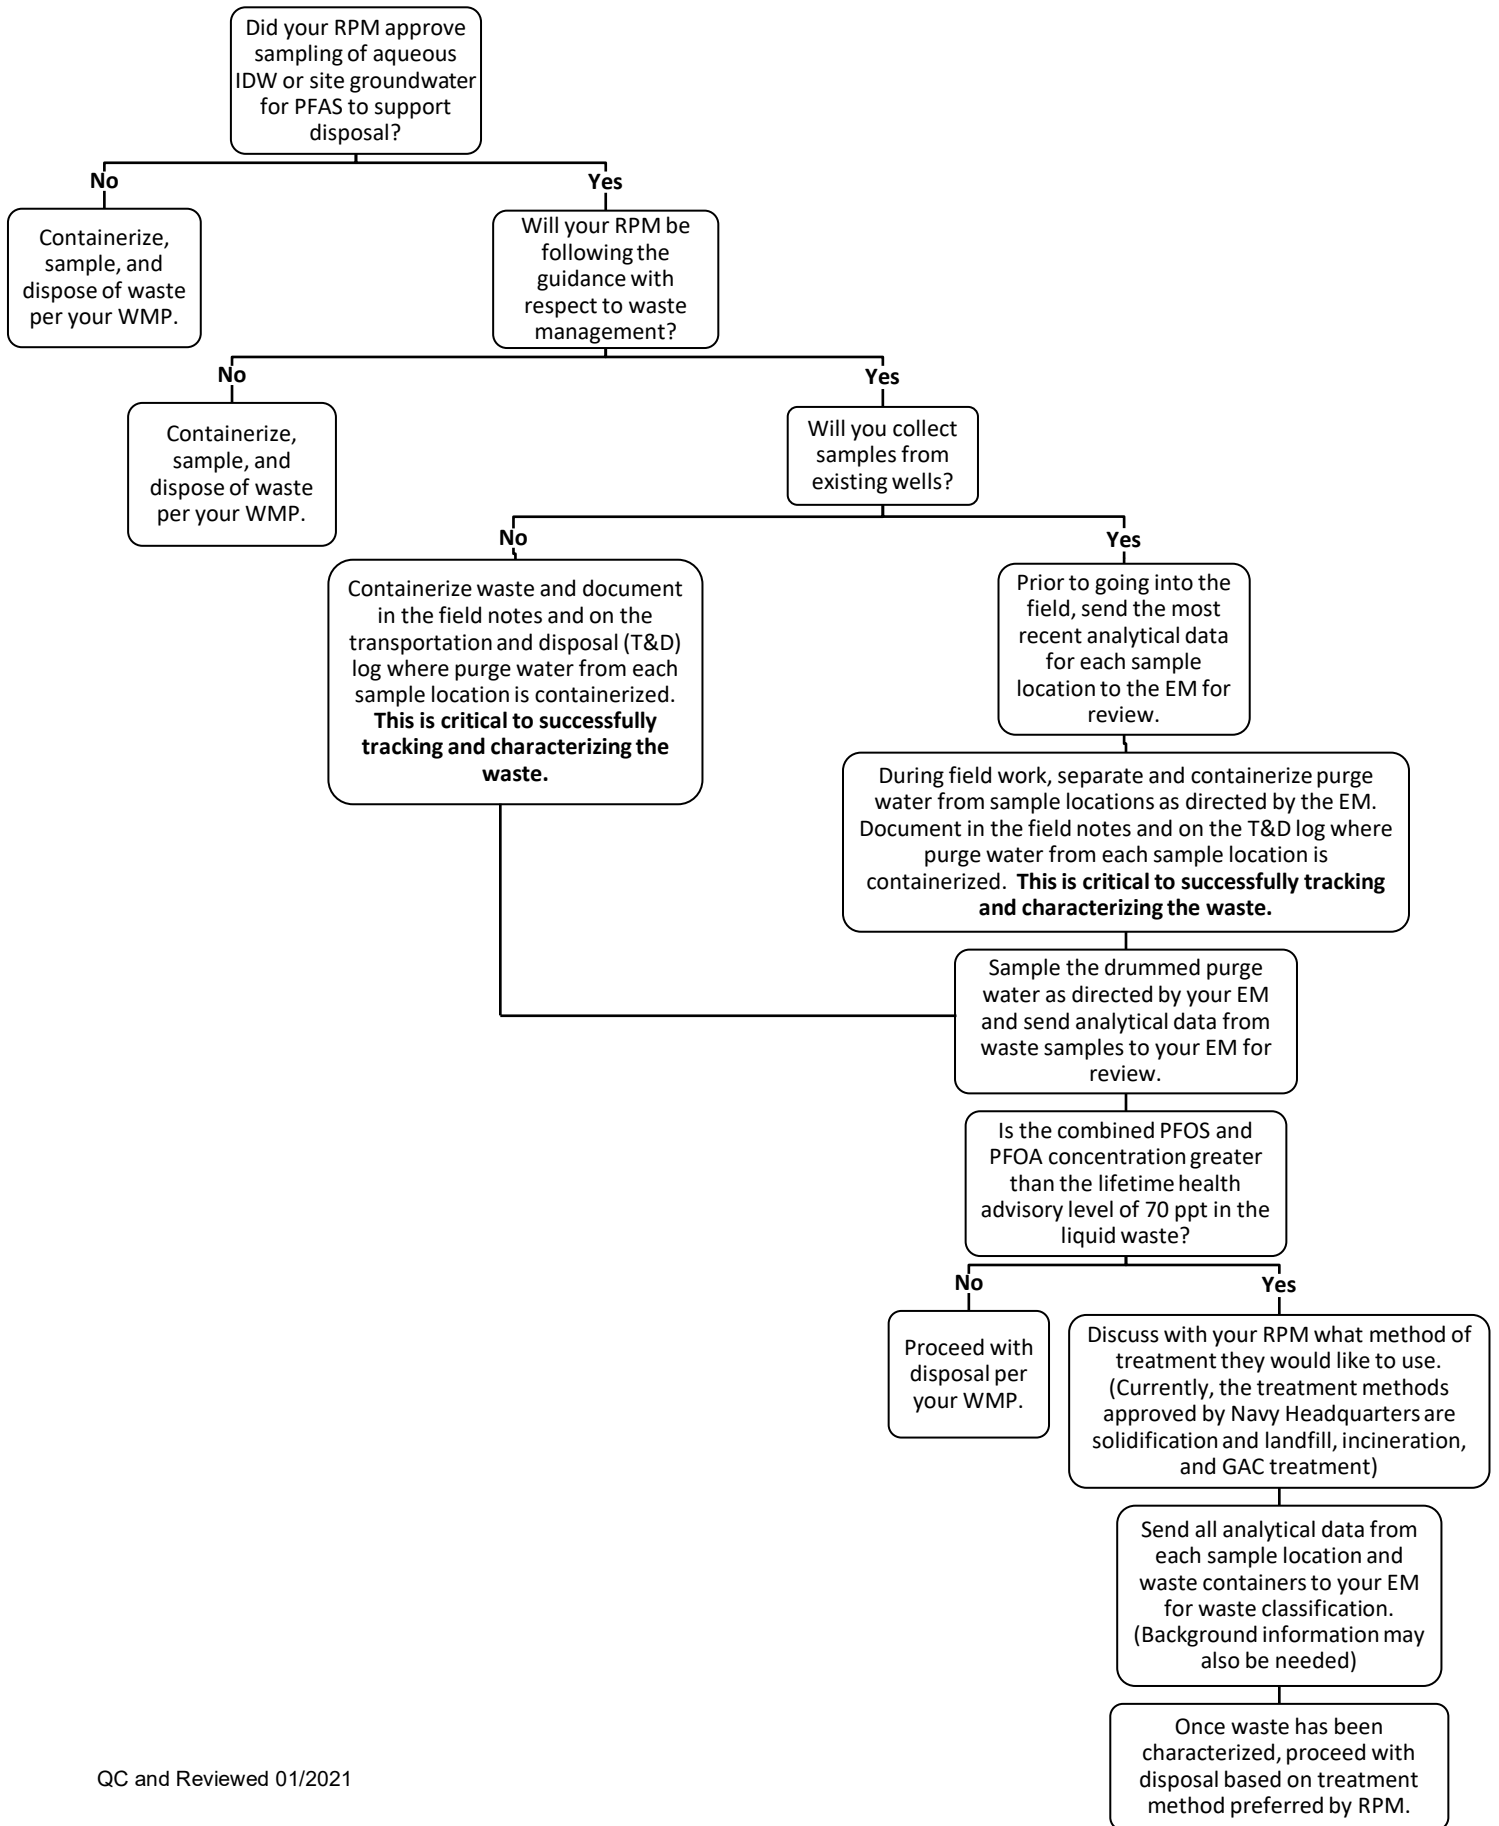 Did your RPM approve
sampling of aqueous
IDW or site groundwater
for PFAS to support
disposal?
No
Yes
Containerize,
sample, and
dispose of waste
per your WMP.
Will your RPM be
following the
guidance with
respect to waste
management?
No
Yes
Containerize,
sample, and
dispose of waste
per your WMP.
Will you collect
samples from
existing wells?
No
Yes
Containerize waste and document
in the field notes and on the
transportation and disposal (T&D)
log where purge water from each
sample location is containerized.
This is critical to successfully
tracking and characterizing the
waste.
Prior to going into the
field, send the most
recent analytical data
for each sample
location to the EM for
review.
During field work, separate and containerize purge
water from sample locations as directed by the EM.
Document in the field notes and on the T&D log where
purge water from each sample location is
containerized. This is critical to successfully tracking
and characterizing the waste.
Sample the drummed purge
water as directed by your EM
and send analytical data from
waste samples to your EM for
review.
Is the combined PFOS and
PFOA concentration greater
than the lifetime health
advisory level of 70 ppt in the
liquid waste?
No
Yes
Proceed with
disposal per
your WMP.
Discuss with your RPM what method of
treatment they would like to use.
(Currently, the treatment methods
approved by Navy Headquarters are
solidification and landfill, incineration,
and GAC treatment)
Send all analytical data from
each sample location and
waste containers to your EM
for waste classification.
(Background information may
also be needed)
Once waste has been
characterized, proceed with
disposal based on treatment
method preferred by RPM.
QC and Reviewed 01/2021